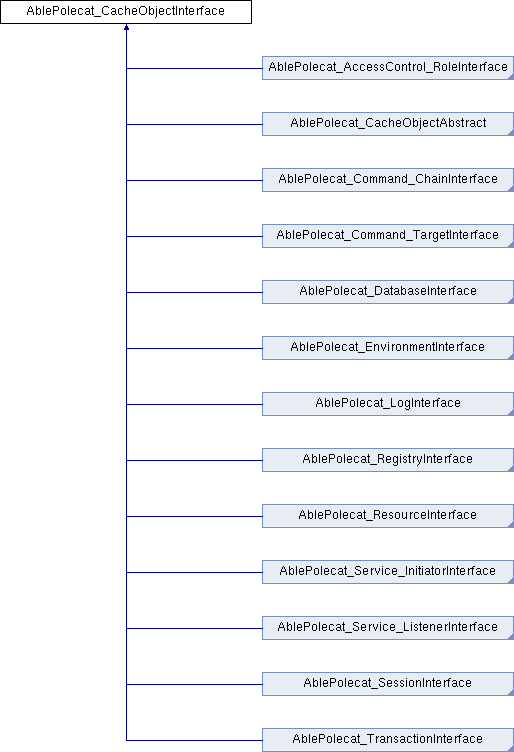 AblePolecat_CacheObjectInterface
AblePolecat_AccessControl_RoleInterface
AblePolecat_CacheObjectAbstract
AblePolecat_Command_ChainInterface
AblePolecat_Command_TargetInterface
AblePolecat_DatabaseInterface
AblePolecat_EnvironmentInterface
AblePolecat_LogInterface
AblePolecat_RegistryInterface
AblePolecat_ResourceInterface
AblePolecat_Service_InitiatorInterface
AblePolecat_Service_ListenerInterface
AblePolecat_SessionInterface
AblePolecat_TransactionInterface